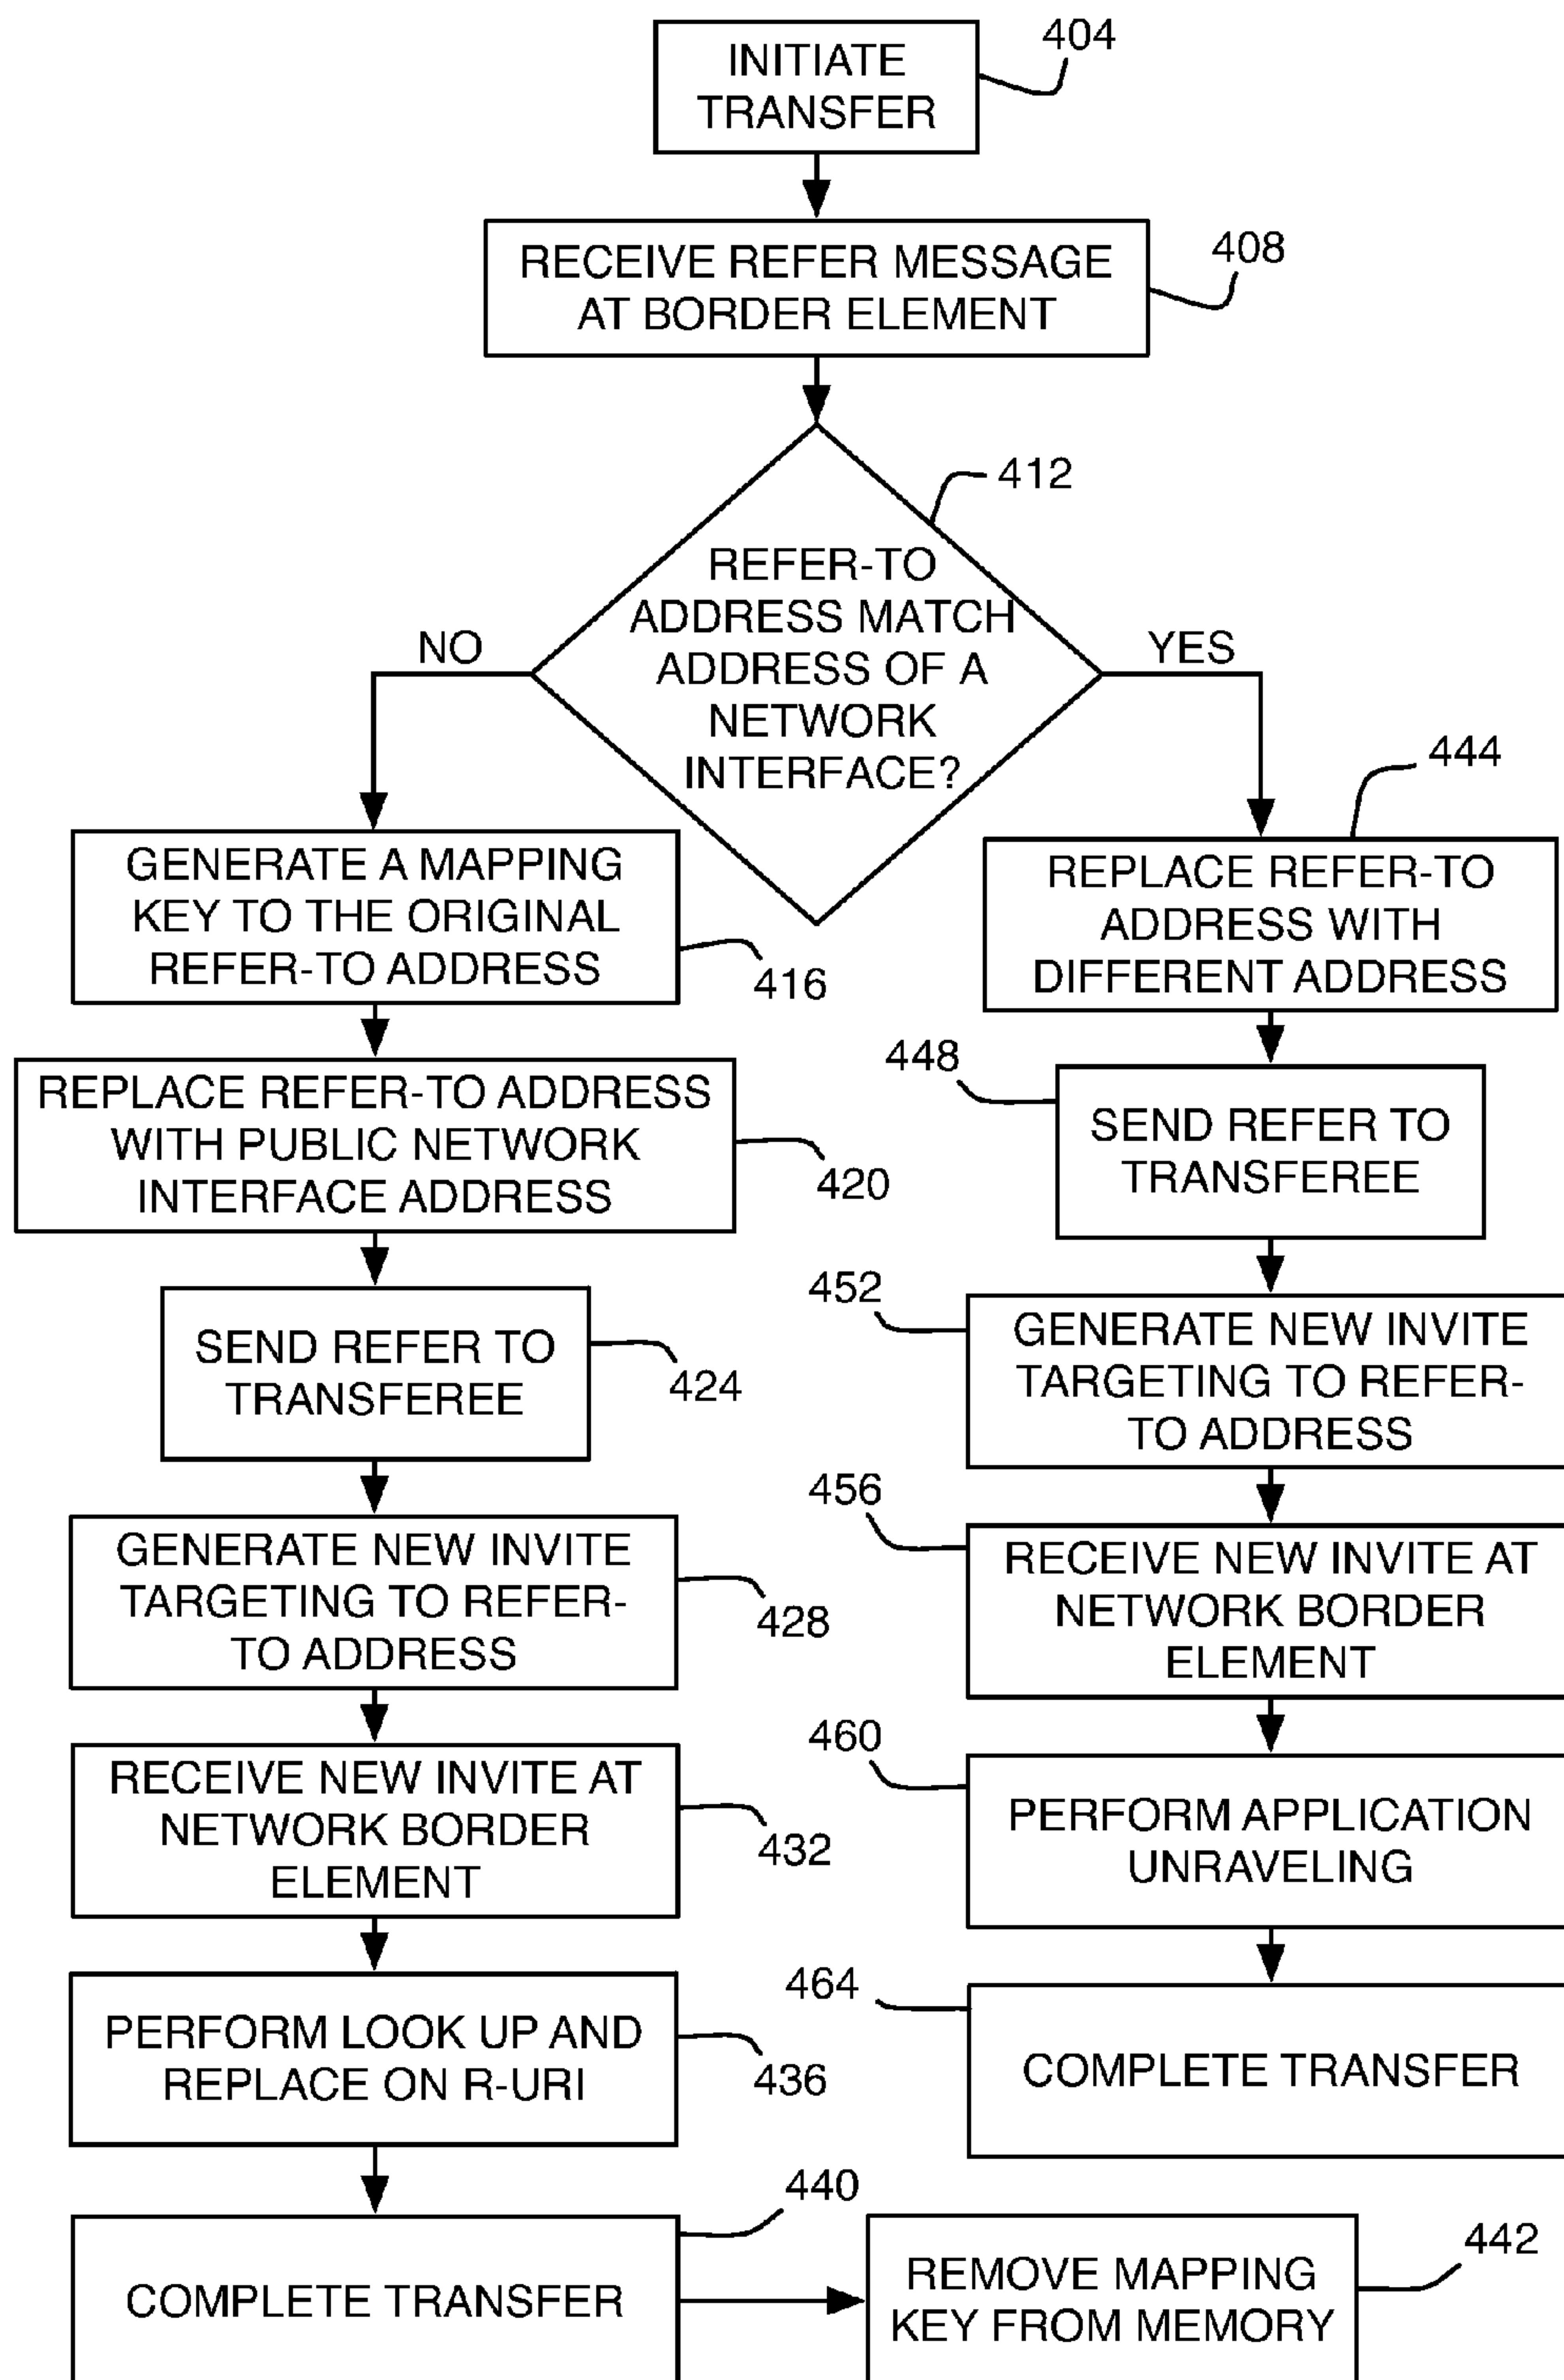 INITIATE
TRANSFER
404
RECEIVE REFER MESSAGE
AT BORDER ELEMENT
408
412
REFER-TO
ADDRESS MATCH
ADDRESS OF A
NETWORK
INTERFACE?
NO
YES
GENERATE A MAPPING
KEY TO THE ORIGINAL
REFER-TO ADDRESS
416
REPLACE REFER-TO ADDRESS
WITH PUBLIC NETWORK
INTERFACE ADDRESS
420
SEND REFER TO
TRANSFEREE
424
GENERATE NEW INVITE
TARGETING TO REFER-
TO ADDRESS
428
RECEIVE NEW INVITE AT
NETWORK BORDER
ELEMENT
432
PERFORM LOOK UP AND
REPLACE ON R-URI
436
COMPLETE TRANSFER
440
REMOVE MAPPING
KEY FROM MEMORY
442
444
REPLACE REFER-TO
ADDRESS WITH
DIFFERENT ADDRESS
448
SEND REFER TO
TRANSFEREE
452
GENERATE NEW INVITE
TARGETING TO REFER-
TO ADDRESS
456
RECEIVE NEW INVITE AT
NETWORK BORDER
ELEMENT
460
PERFORM APPLICATION
UNRAVELING
464
COMPLETE TRANSFER